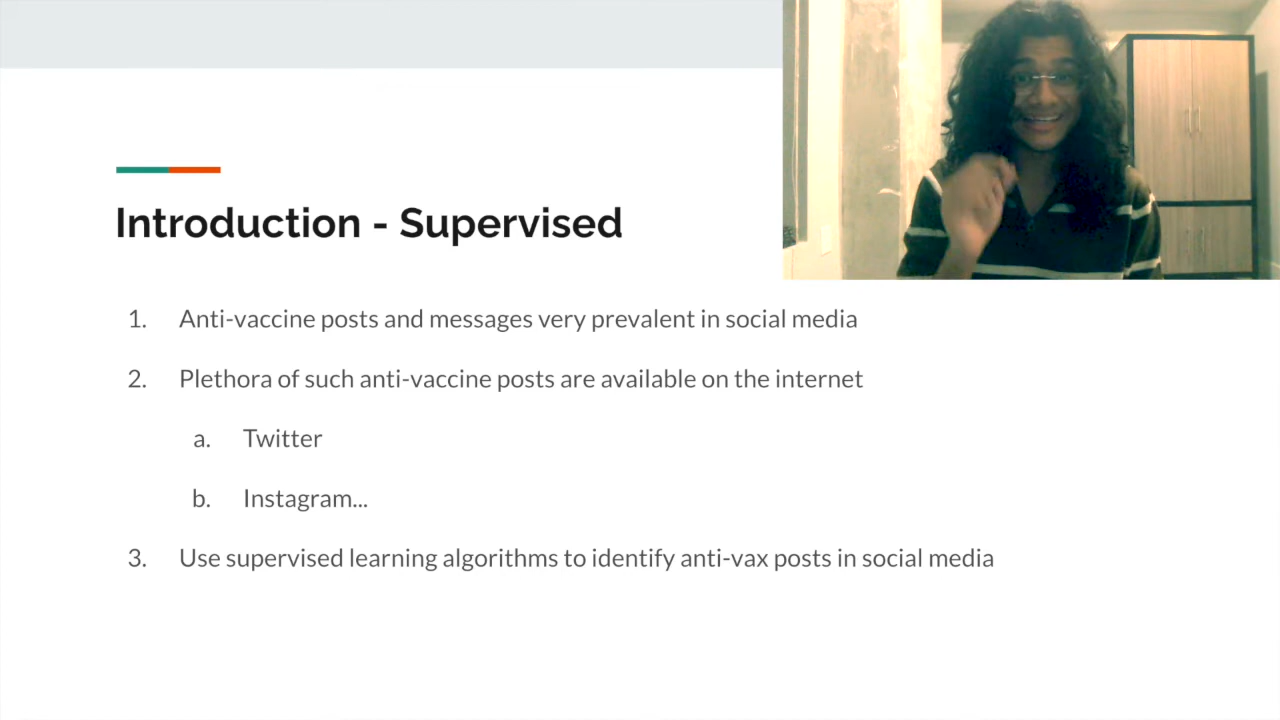 Introduction - Supervised
1. Anti-vaccine posts and messages very prevalent in social media
2. Plethora of such anti-vaccine posts are available on the internet
a. Twitter
b. Instagram...
3. Use supervised learning algorithms to identify anti-vax posts in social media